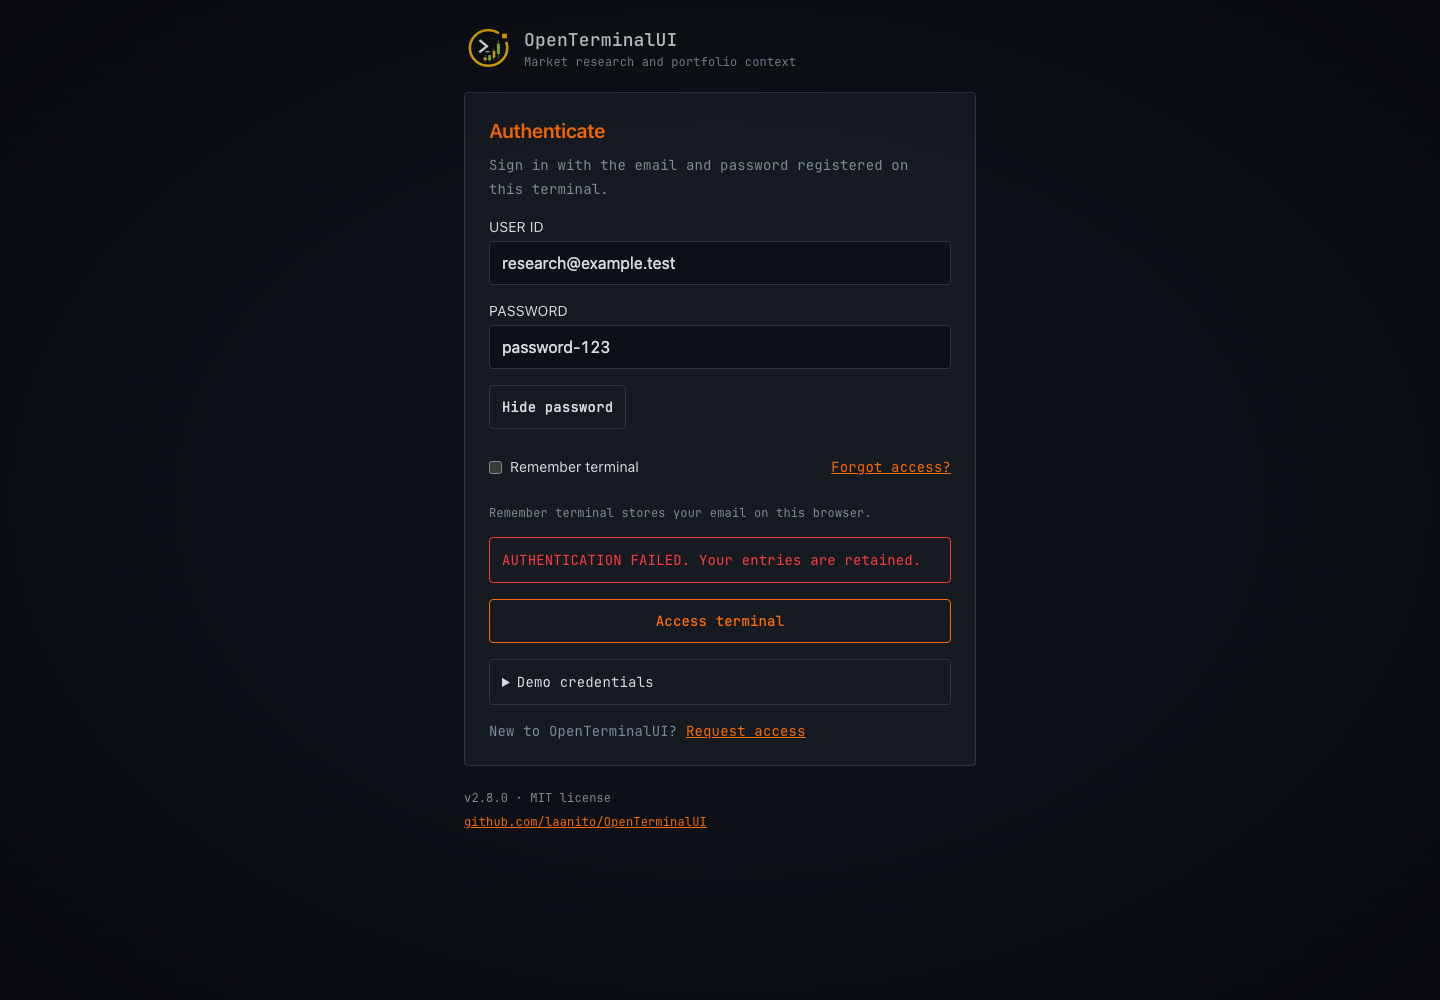 OpenTerminalUI
Market research and portfolio context
Authenticate
Sign in with the email and password registered on
this terminal.
USER ID
research@example.test
PASSWORD
password-123
Hide password
Remember terminal
Forgot access?
Remember terminal stores your email on this browser.
AUTHENTICATION FAILED. Your entries are retained.
Access terminal
Demo credentials
New to OpenTerminalUI? Request access
v2.8.0 · MIT license
github.com/laanito/OpenTerminalUI